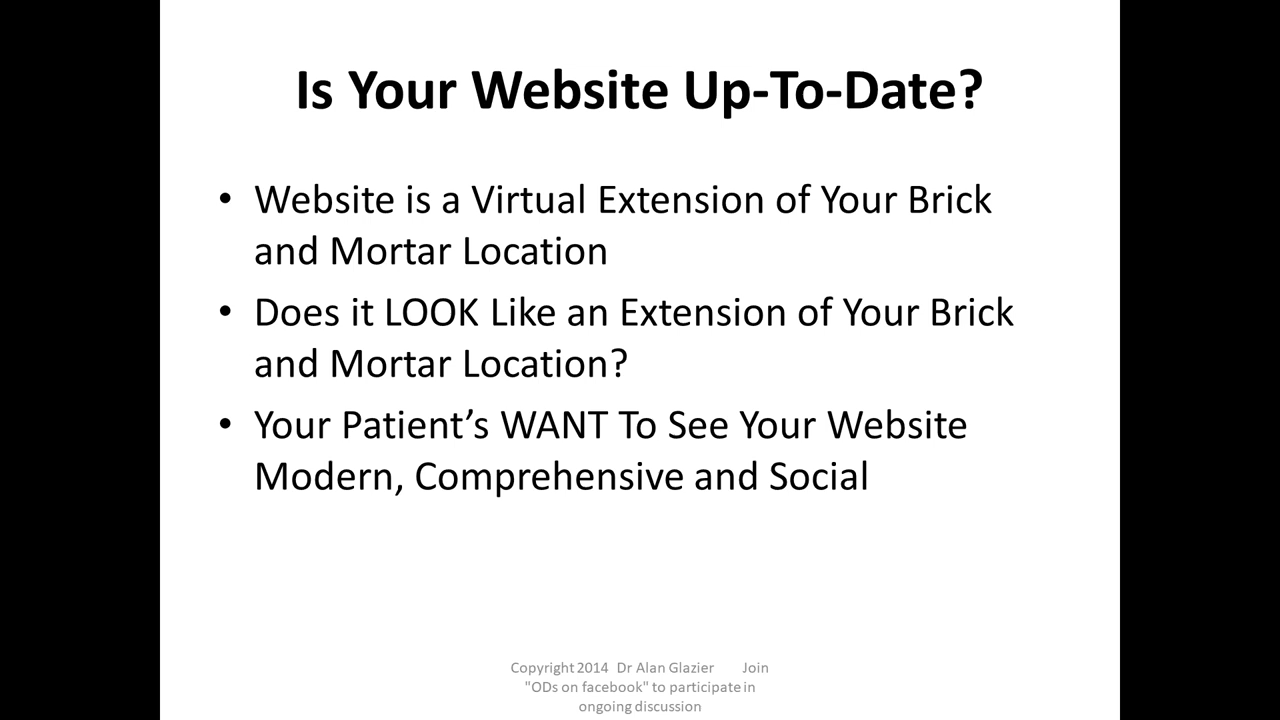 Is Your Website Up-To-Date?
• Website is a Virtual Extension of Your Brick
and Mortar Location
• Does it LOOK Like an Extension of Your Brick
and Mortar Location?
• Your Patient’s WANT To See Your Website
Modern, Comprehensive and Social
Copyright 2014 Dr Alan Glazier Join
"ODs on facebook" to participate in
ongoing discussion